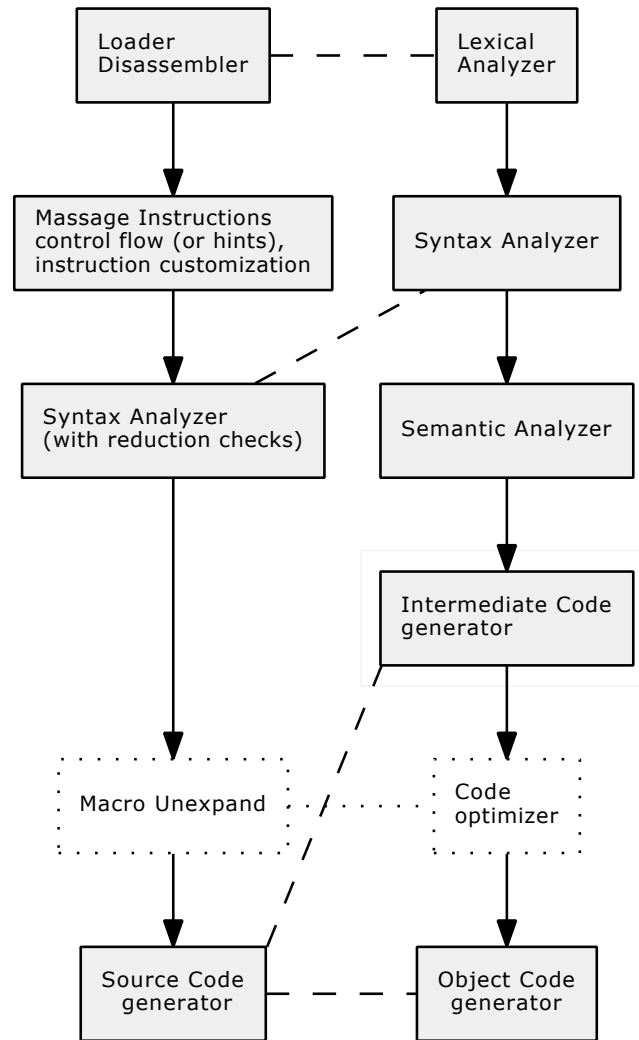 Loader
Disassembler
Lexical
Analyzer
Massage Instructions
control flow (or hints),
instruction customization
Syntax Analyzer
Syntax Analyzer
(with reduction checks)
Semantic Analyzer
Intermediate Code
generator
Macro Unexpand
Code
optimizer
Source Code
generator
Object Code
generator